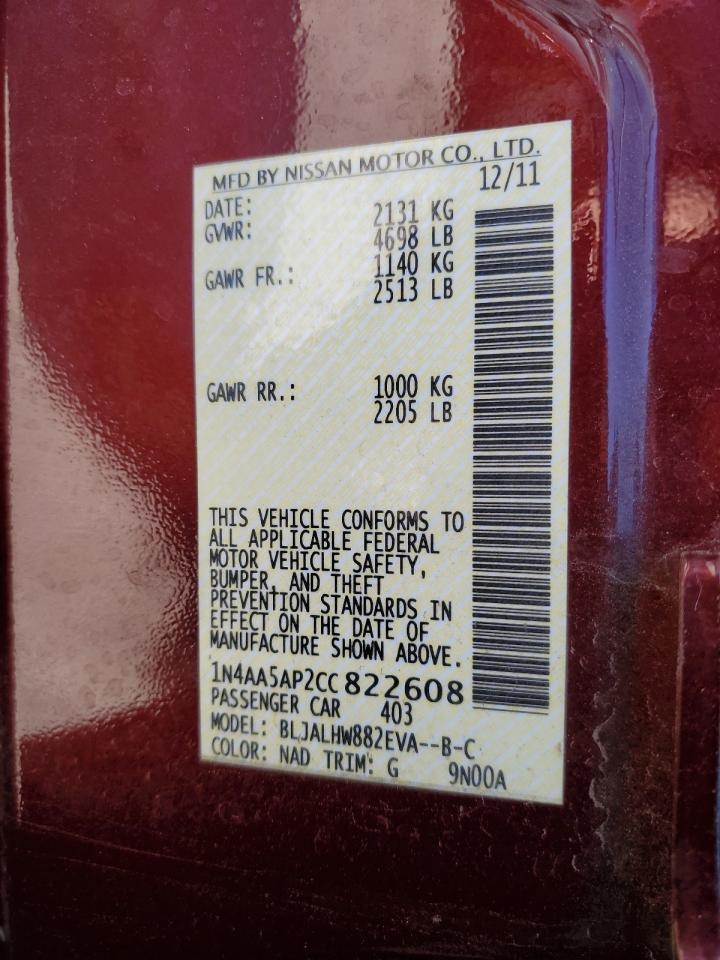 MFD BY NISSAN MOTOR CO., LTD.
DATE: 12/11
GVWR: 2131 KG
4698 LB
GAWR FR.: 1140 KG
2513 LB
GAWR RR.: 1000 KG
2205 LB
THIS VEHICLE CONFORMS TO
ALL APPLICABLE FEDERAL
MOTOR VEHICLE SAFETY,
BUMPER, AND THEFT
PREVENTION STANDARDS IN
EFFECT ON THE DATE OF
MANUFACTURE SHOWN ABOVE.
1N4AA5AP2CC822608
PASSENGER CAR 403
MODEL: BLJALHW882EVA--B-C
COLOR: NAD TRIM: G 9N00A